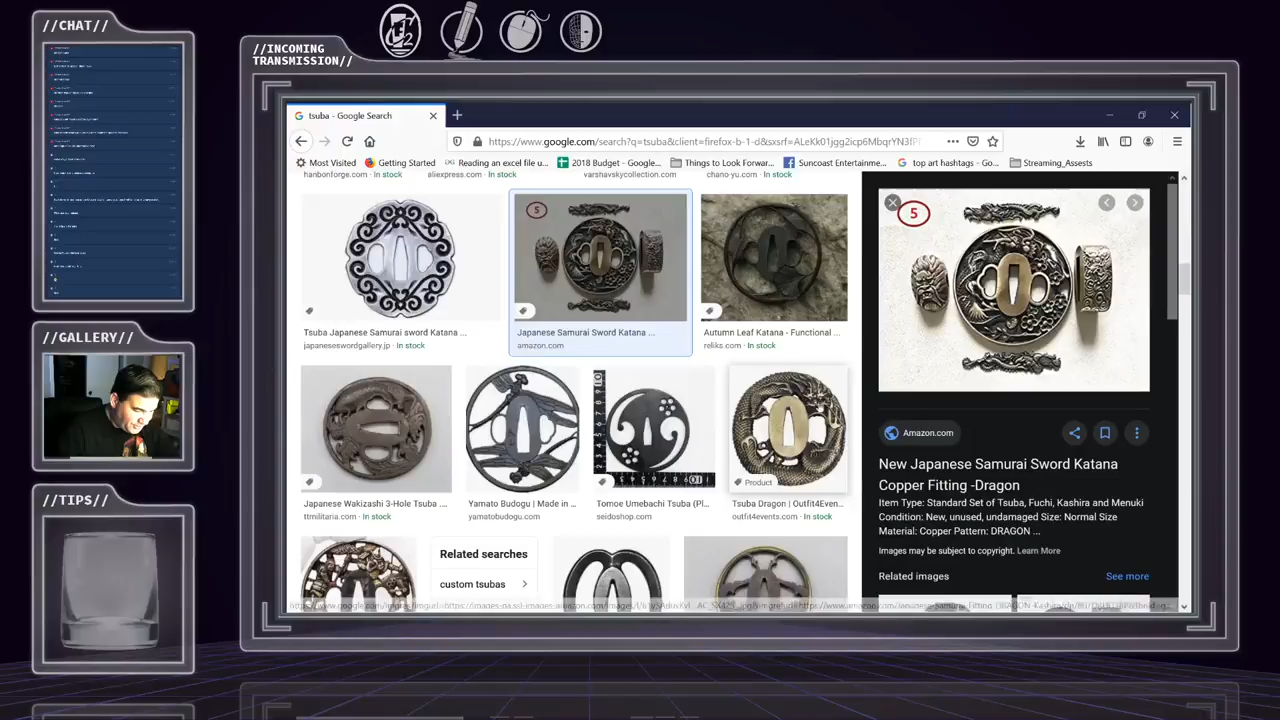 //CHAT//
//GALLERY//
//TIPS//
//INCOMING
TRANSMISSION//
tsuba - Google Search
https://www.google.com/search?q=tsuba&client=firefox-b-1-d&sxsrf=
Most Visited
Getting Started
Reading an excel file u...
2018 Budget - Google...
Things to Look Forwar...
Suncoast Entertainme...
top art hashtags - Go...
Streaming_Assests
hanbonforge.com · In stock
aliexpress.com · In stock
varshavskycollection.com
chano-yu.com · In stock
5
Tsuba Japanese Samurai sword Katana ...
japaneseswordgallery.jp · In stock
Japanese Samurai Sword Katana ...
amazon.com
Autumn Leaf Katana - Functional ...
reliks.com · In stock
Product
Japanese Wakizashi 3-Hole Tsuba ...
ttmilitaria.com · In stock
Yamato Budogu | Made in ...
yamatobudogu.com
Tomoe Umebachi Tsuba (Pl...
seidoshop.com
Tsuba Dragon | Outfit4Even...
outfit4events.com · In stock
Related searches
custom tsubas
5
Amazon.com
New Japanese Samurai Sword Katana
Copper Fitting -Dragon
Item Type: Standard Set of Tsuba, Fuchi, Kashira and Menuki
Condition: New, unused, undamaged Size: Normal Size
Material: Copper Pattern: DRAGON ...
Images may be subject to copyright. Learn More
Related images
See more